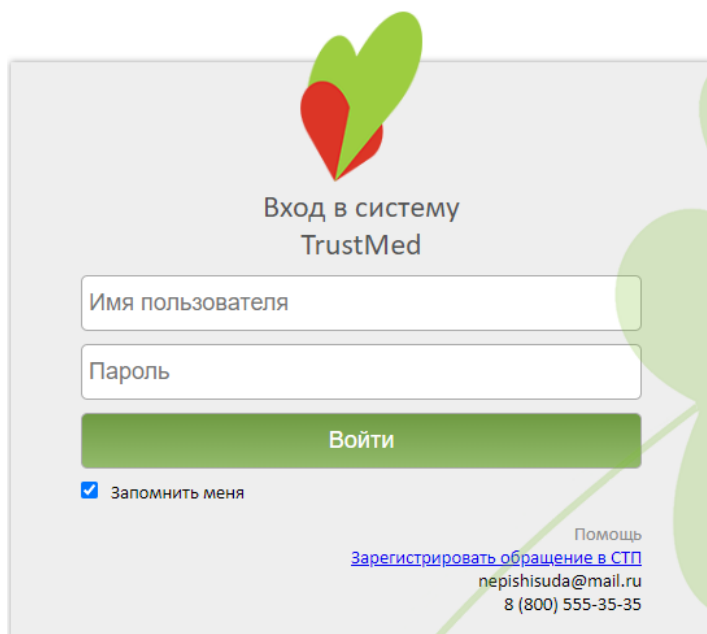 Вход в систему
TrustMed
Имя пользователя
Пароль
Войти
Запомнить меня
Помощь
Зарегистрировать обращение в СТП
nepishisuda@mail.ru
8 (800) 555-35-35